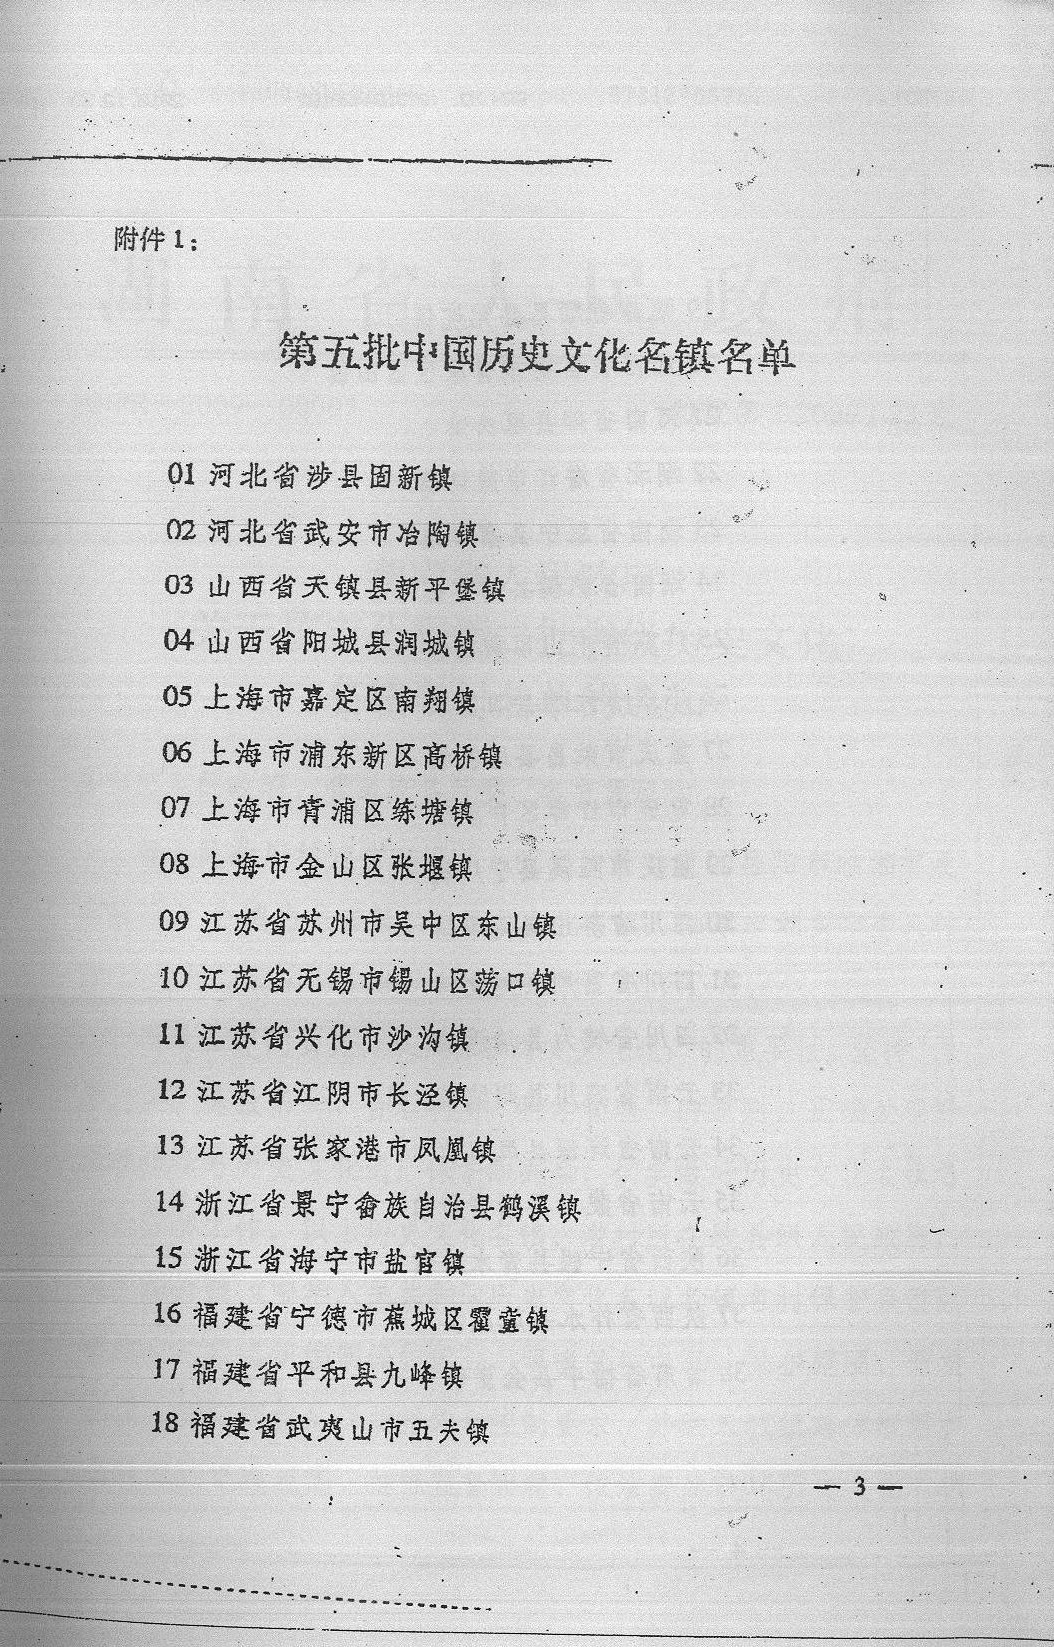 附件1:
第五批中国历史文化名镇名单
01 河北省涉县固新镇
02 河北省武安市冶陶镇
03 山西省天镇县新平堡镇
04 山西省阳城县润城镇
05 上海市嘉定区南翔镇
06 上海市浦东新区高桥镇
07 上海市青浦区练塘镇
08 上海市金山区张堰镇
09 江苏省苏州市吴中区东山镇
10 江苏省无锡市锡山区荡口镇
11 江苏省兴化市沙沟镇
12 江苏省江阴市长泾镇
13 江苏省张家港市凤凰镇
14 浙江省景宁畲族自治县鹤溪镇
15 浙江省海宁市盐官镇
16 福建省宁德市蕉城区霍童镇
17 福建省平和县九峰镇
18 福建省武夷山市五夫镇
— 3 —